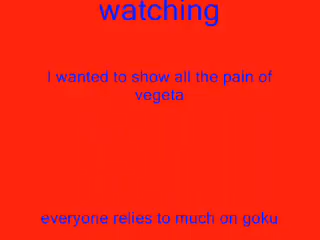 watching
I wanted to show all the pain of
vegeta
everyone relies to much on goku